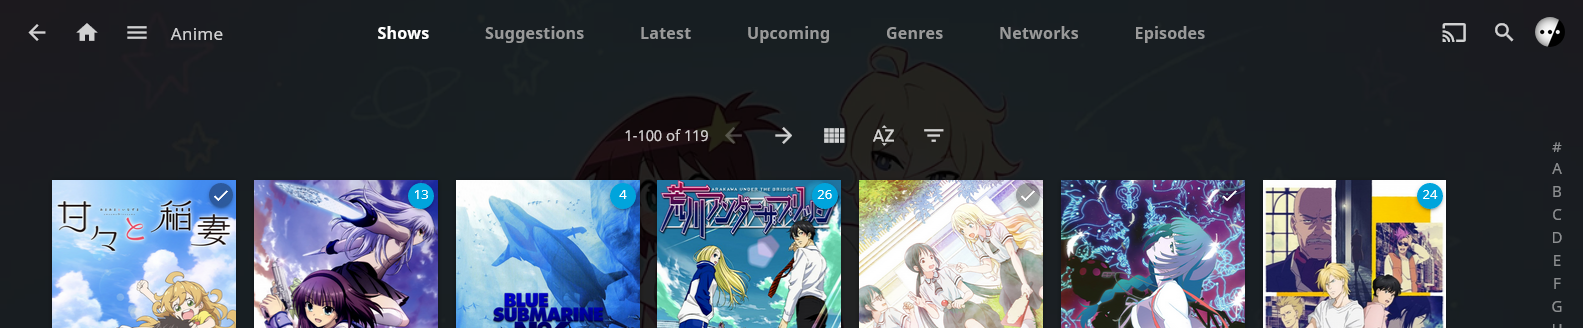 Anime
Shows
Suggestions
Latest
Upcoming
Genres
Networks
Episodes
1-100 of 119
AZ
13
4
26
24
甘々と稲妻
ARAKAWA UNDER THE BRIDGE
荒川アンダーザブリッジ
BLUE
SUBMARINE
#
A
B
C
D
E
F
G